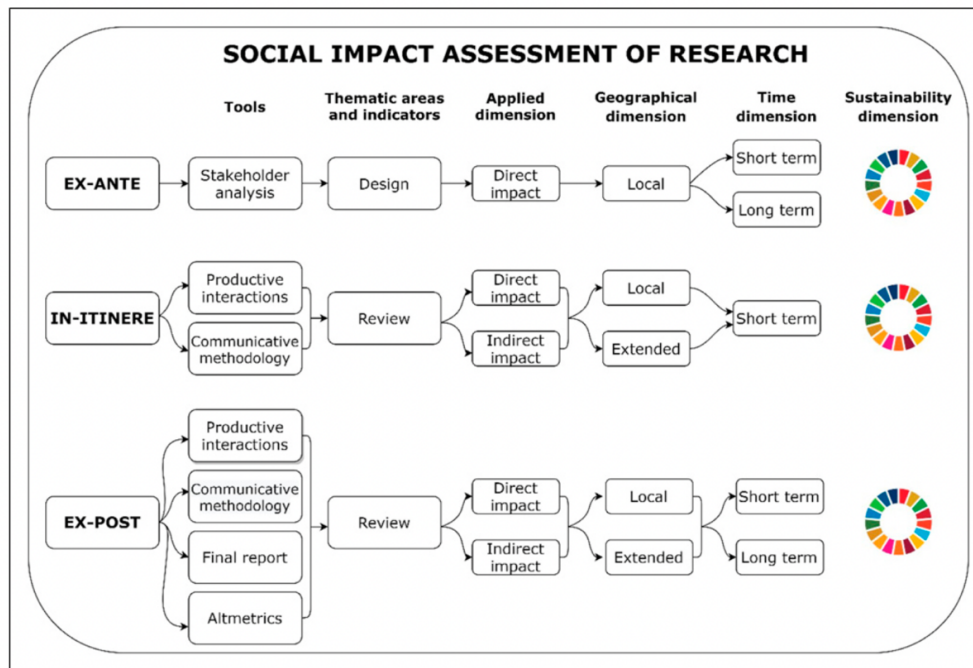 SOCIAL IMPACT ASSESSMENT OF RESEARCH
Tools
Thematic areas
and indicators
Applied
dimension
Geographical
dimension
Time
dimension
Sustainability
dimension
EX-ANTE
Stakeholder
analysis
Design
Direct
impact
Local
Short term
Long term
IN-ITINERE
Productive
interactions
Communicative
methodology
Review
Direct
impact
Indirect
impact
Local
Extended
Short term
EX-POST
Productive
interactions
Communicative
methodology
Final report
Altmetrics
Review
Direct
impact
Indirect
impact
Local
Extended
Short term
Long term